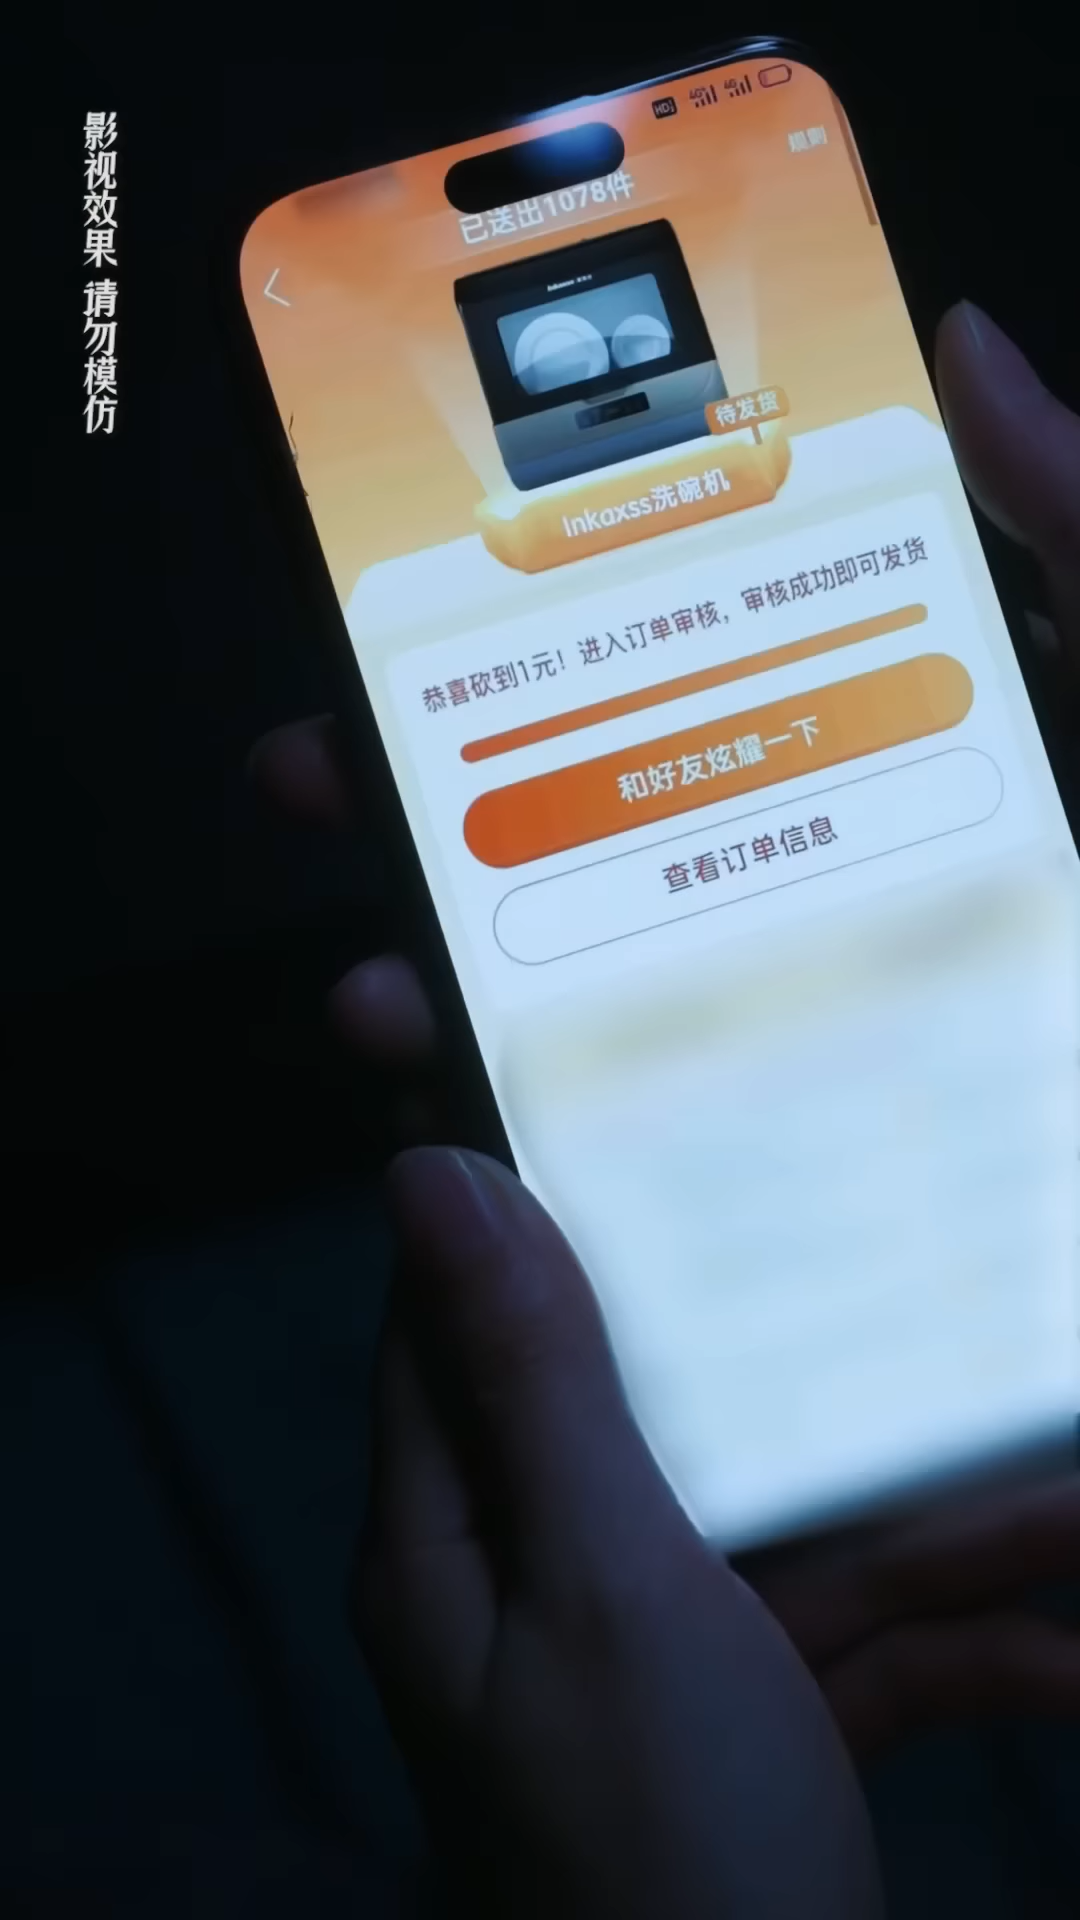 影视效果 请勿模仿
HD
4G
4G
规则
已送出1078件
待发货
Inkaxss洗碗机
恭喜砍到1元！进入订单审核，审核成功即可发货
和好友炫耀一下
查看订单信息